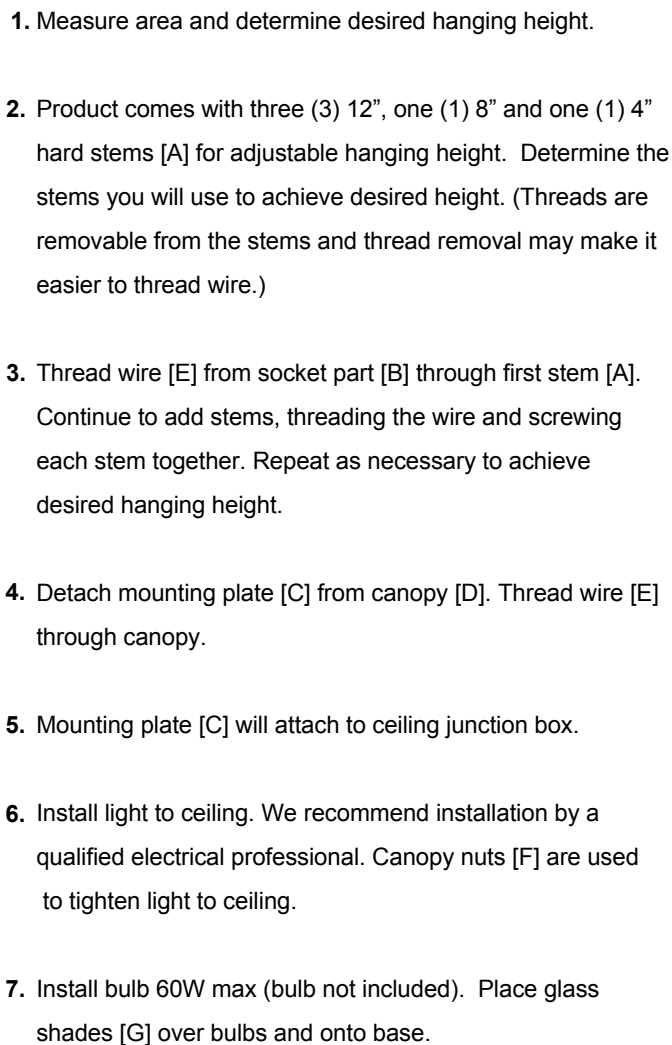 1. Measure area and determine desired hanging height.
2. Product comes with three (3) 12”, one (1) 8” and one (1) 4”
hard stems [A] for adjustable hanging height.  Determine the
stems you will use to achieve desired height. (Threads are
removable from the stems and thread removal may make it
easier to thread wire.)
3. Thread wire [E] from socket part [B] through first stem [A].
Continue to add stems, threading the wire and screwing
each stem together. Repeat as necessary to achieve
desired hanging height.
4. Detach mounting plate [C] from canopy [D]. Thread wire [E]
through canopy.
5. Mounting plate [C] will attach to ceiling junction box.
6. Install light to ceiling. We recommend installation by a
qualified electrical professional. Canopy nuts [F] are used
to tighten light to ceiling.
7. Install bulb 60W max (bulb not included).  Place glass
shades [G] over bulbs and onto base.